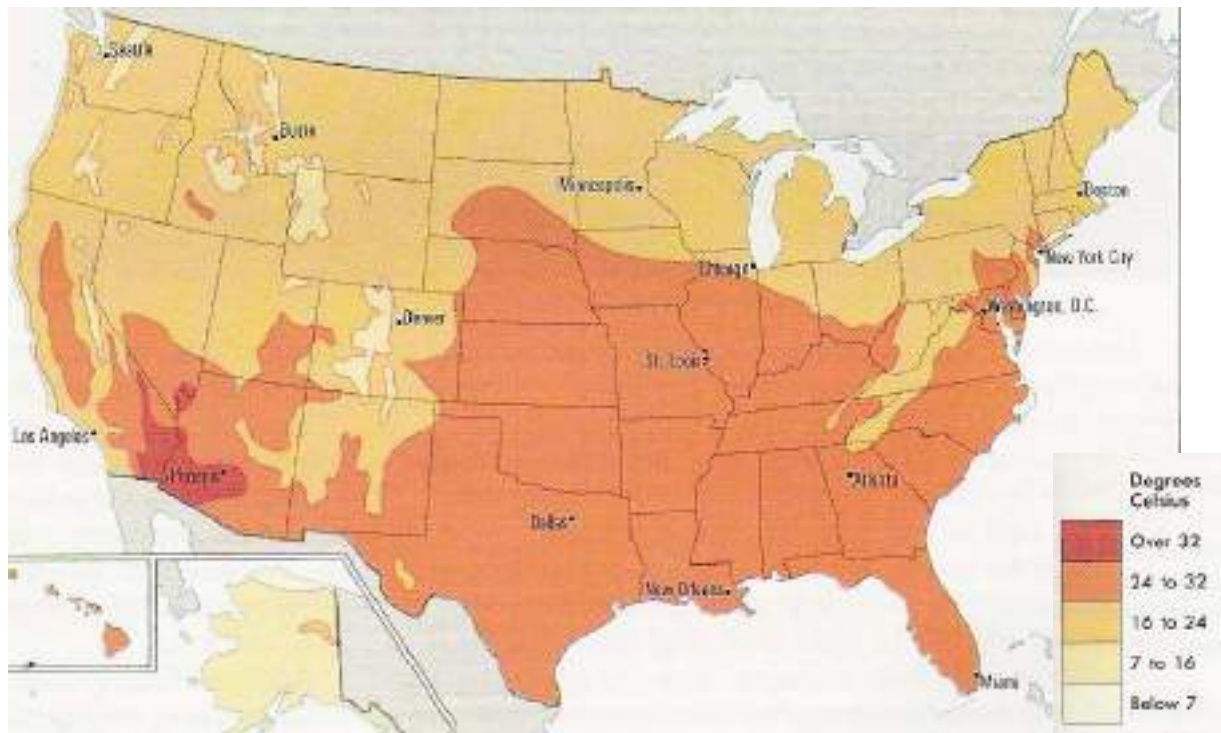 Seattle
Butte
Minneapolis
Boston
Chicago
New York City
Denver
Washington, D.C.
St. Louis
Los Angeles
Phoenix
Atlanta
Dallas
New Orleans
Miami
Degrees
Celsius
Over 32
24 to 32
16 to 24
7 to 16
Below 7